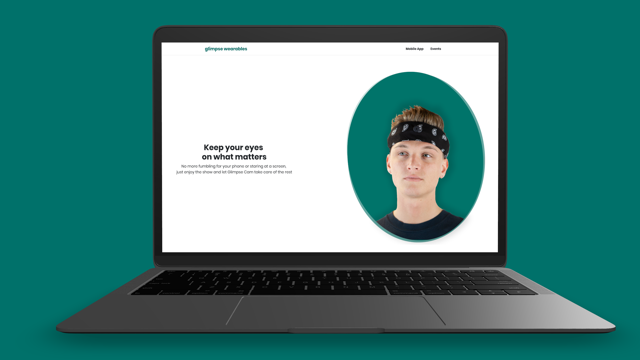 glimpse wearables
Mobile App
Events
Keep your eyes
on what matters
No more fumbling for your phone or staring at a screen,
just enjoy the show and let Glimpse Cam take care of the rest